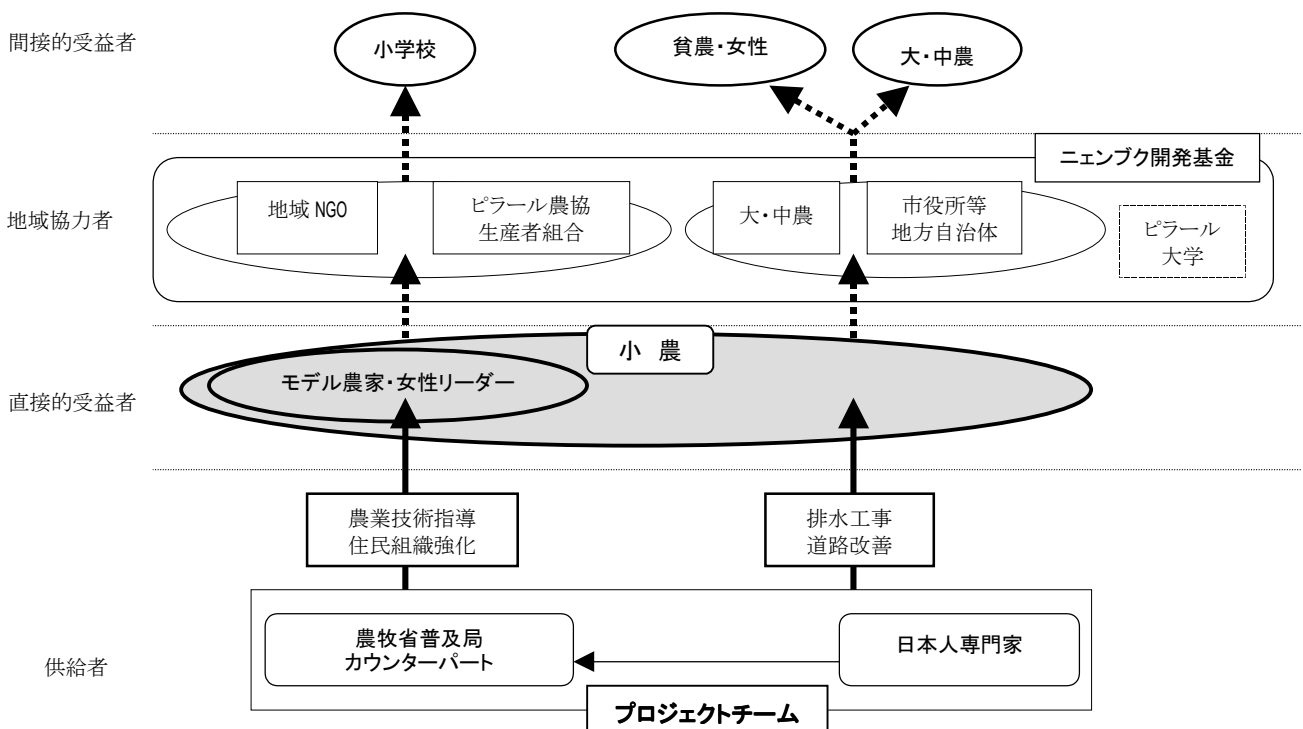 間接的受益者
小学校
貧農・女性
大・中農
ニェンブク開発基金
地域協力者
地域 NGO
ピラール農協
生産者組合
大・中農
市役所等
地方自治体
ピラール
大学
小 農
モデル農家・女性リーダー
直接的受益者
農業技術指導
住民組織強化
排水工事
道路改善
供給者
農牧省普及局
カウンターパート
日本人専門家
プロジェクトチーム